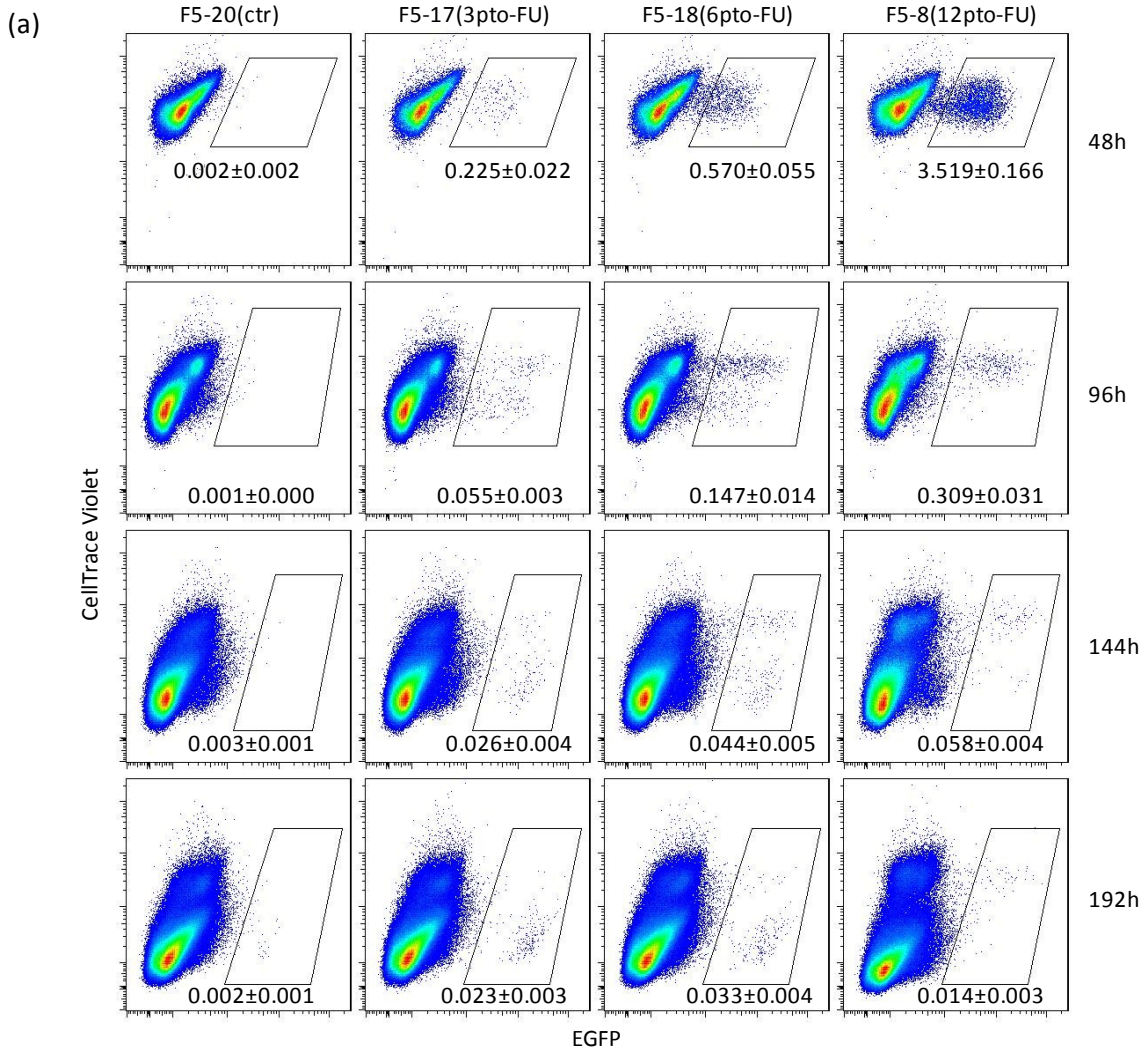 (a)
F5-20(ctr) F5-17(3pto-FU) F5-18(6pto-FU) F5-8(12pto-FU)
0.002±0.002 0.225±0.022 0.570±0.055 3.519±0.166
48h
0.001±0.000 0.055±0.003 0.147±0.014 0.309±0.031
96h
CellTrace Violet
0.003±0.001 0.026±0.004 0.044±0.005 0.058±0.004
144h
0.002±0.001 0.023±0.003 0.033±0.004 0.014±0.003
192h
EGFP